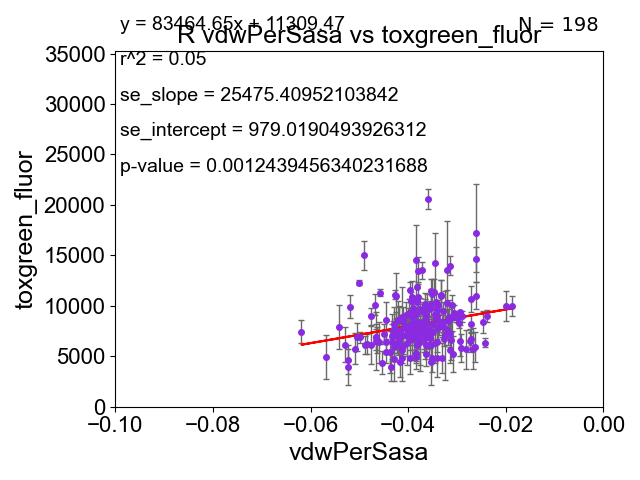 y = 83464.65x + 11309.47
N = 198
R vdwPerSasa vs toxgreen_fluor
r^2 = 0.05
se_slope = 25475.40952103842
se_intercept = 979.0190493926312
p-value = 0.0012439456340231688
35000
30000
25000
20000
15000
10000
5000
0
toxgreen_fluor
−0.10
−0.08
−0.06
−0.04
−0.02
0.00
vdwPerSasa